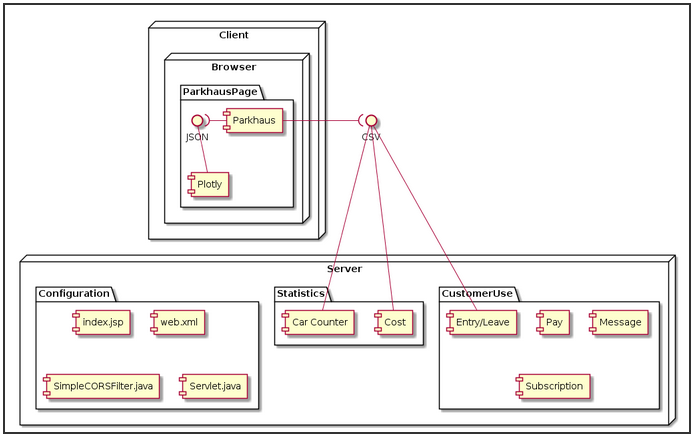 Client
Browser
ParkhausPage
Parkhaus
JSON
CSV
Plotly
Server
Configuration
Statistics
CustomerUse
index.jsp
web.xml
Car Counter
Cost
Entry/Leave
Pay
Message
SimpleCORSFilter.java
Servlet.java
Subscription